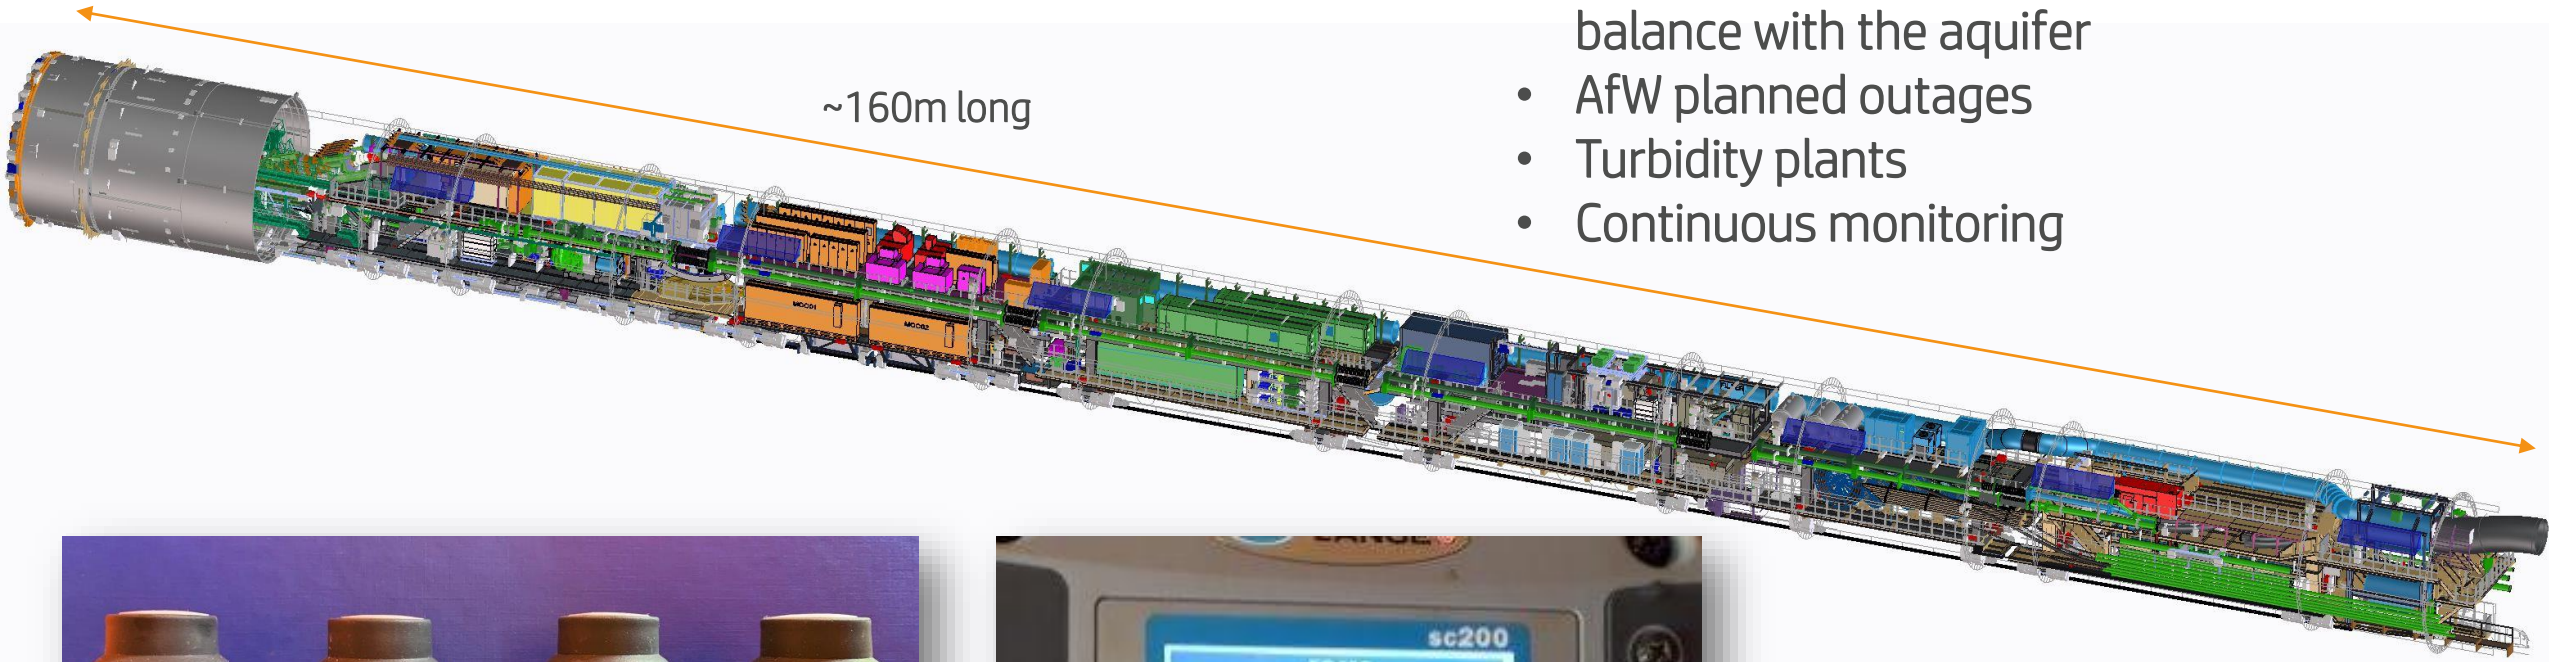 balance with the aquifer
• AfW planned outages
• Turbidity plants
• Continuous monitoring
~160m long
sc200